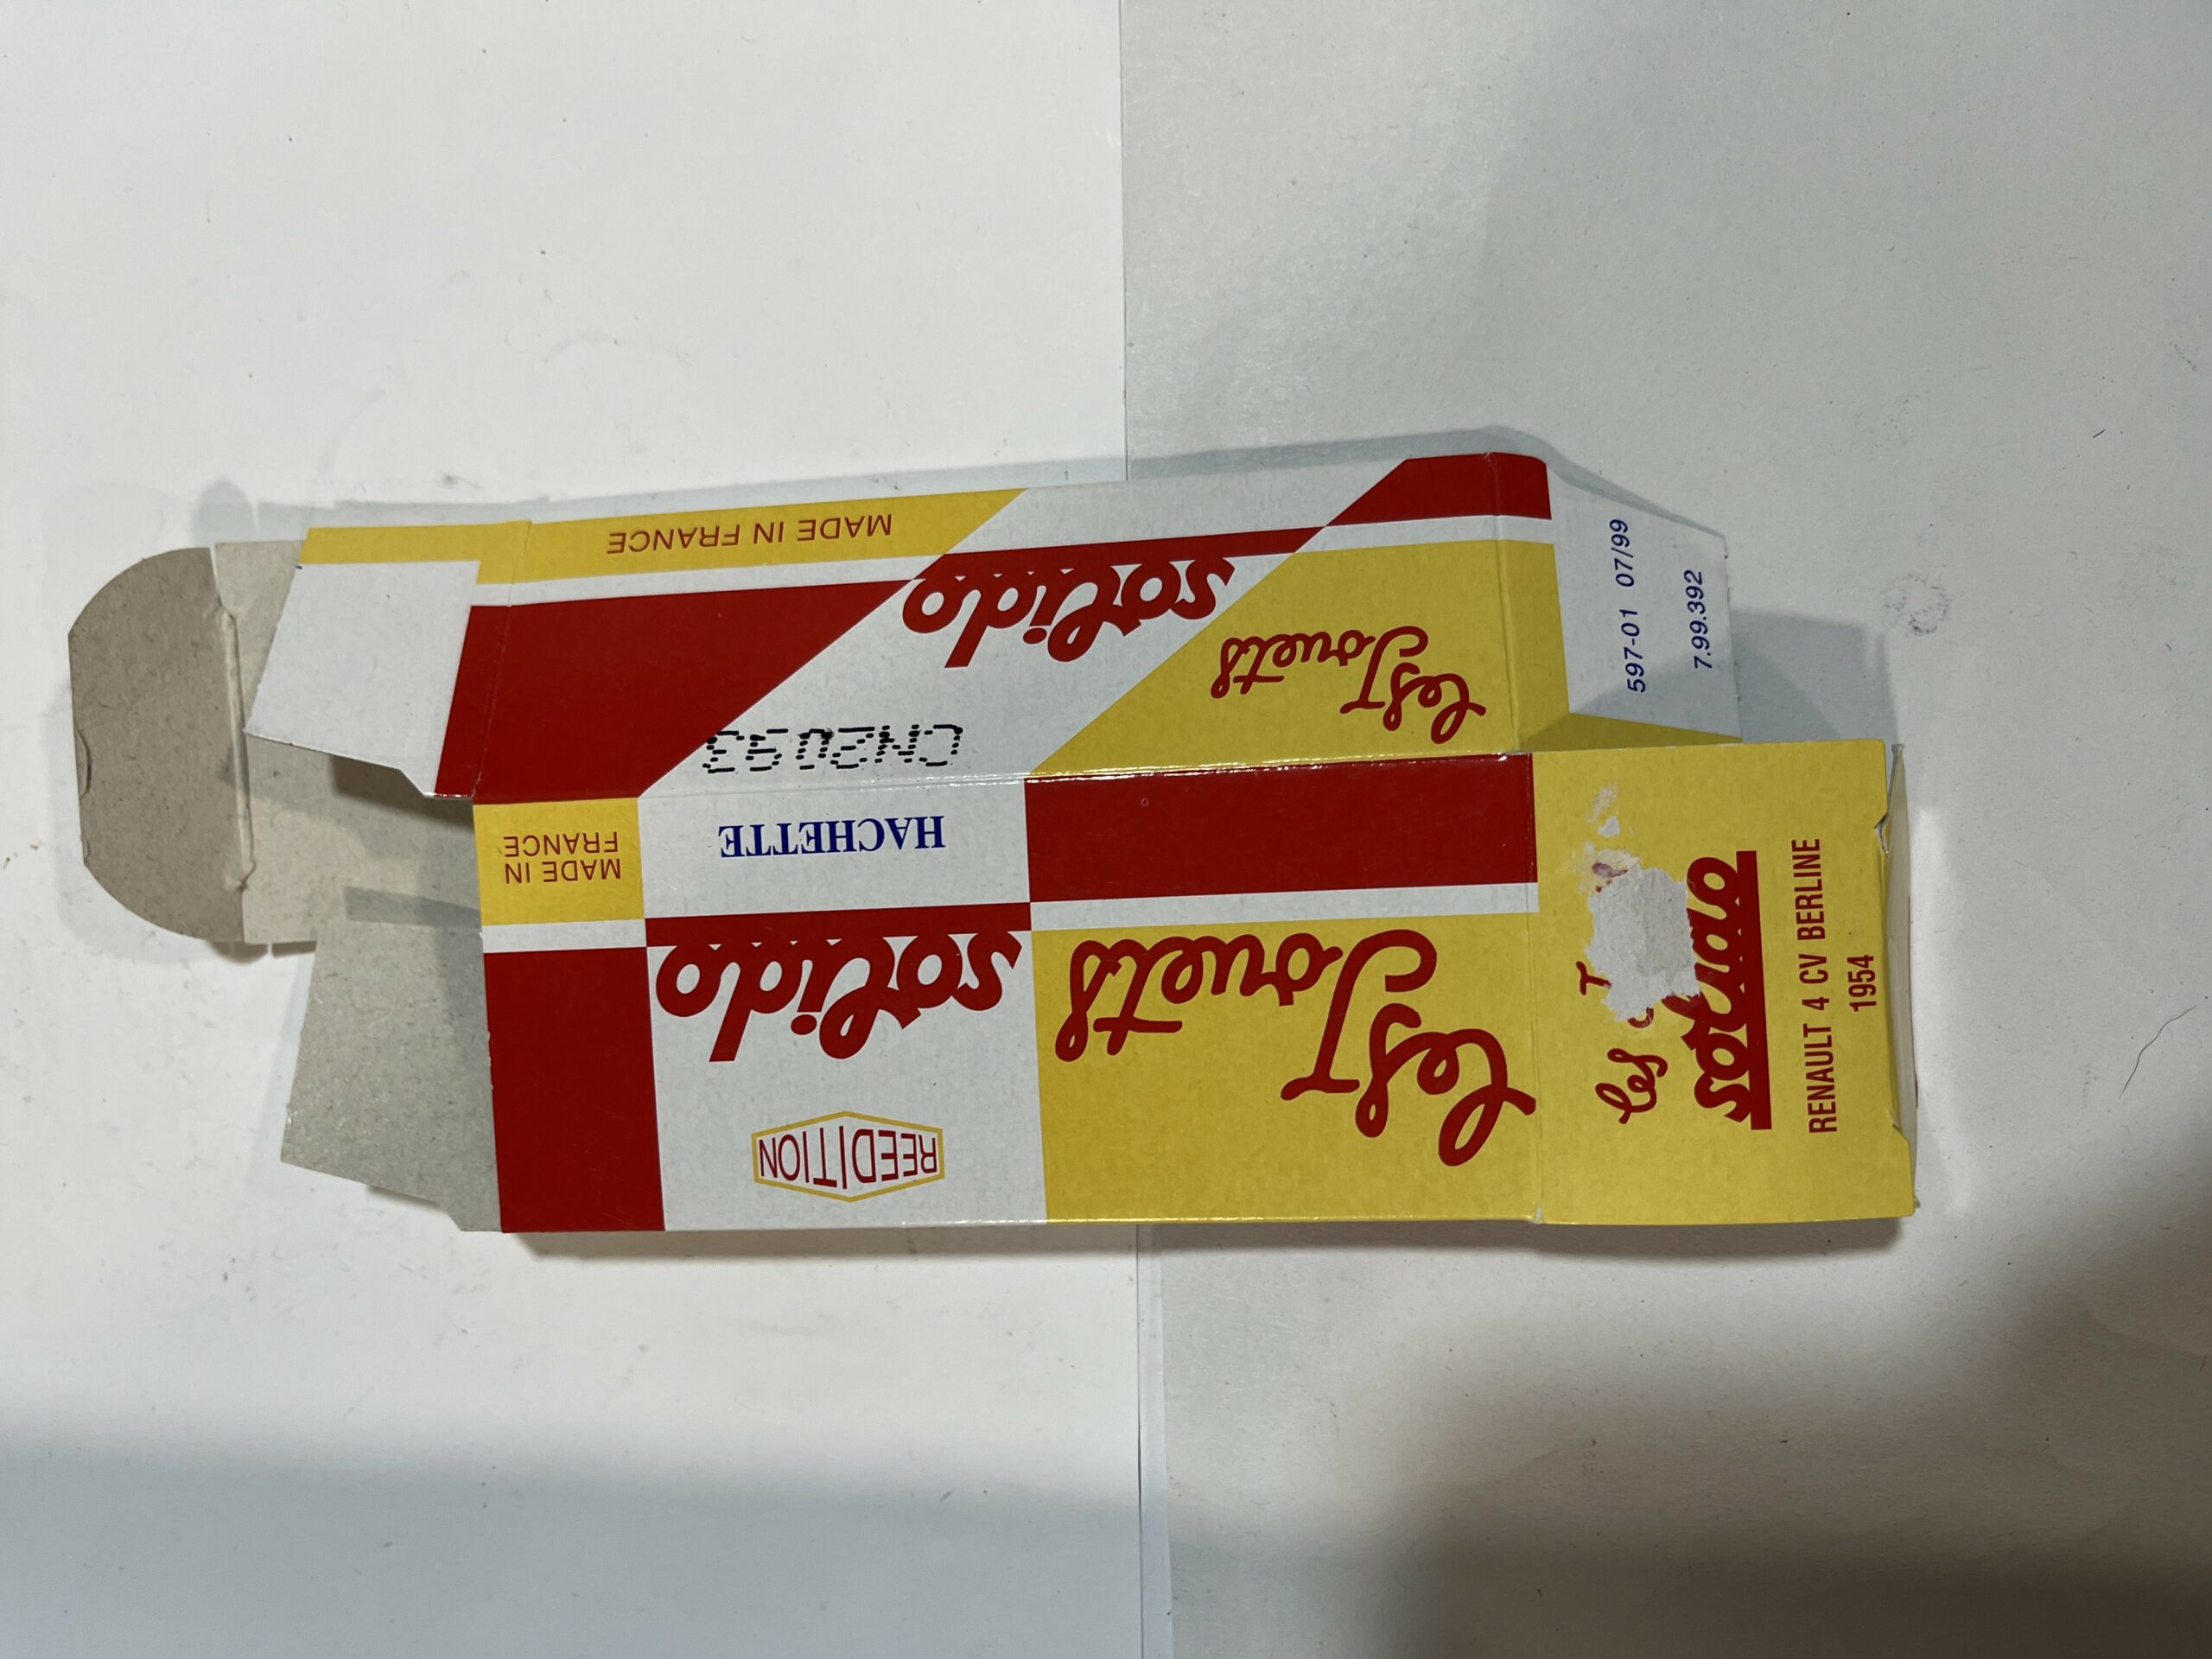 MADE IN FRANCE
solido
Les Jouets
CN2093
597-01 07/99
7.99.392
HACHETTE
MADE IN
FRANCE
Les Jouets
solido
REEDITION
Les
solido
RENAULT 4 CV BERLINE
1954